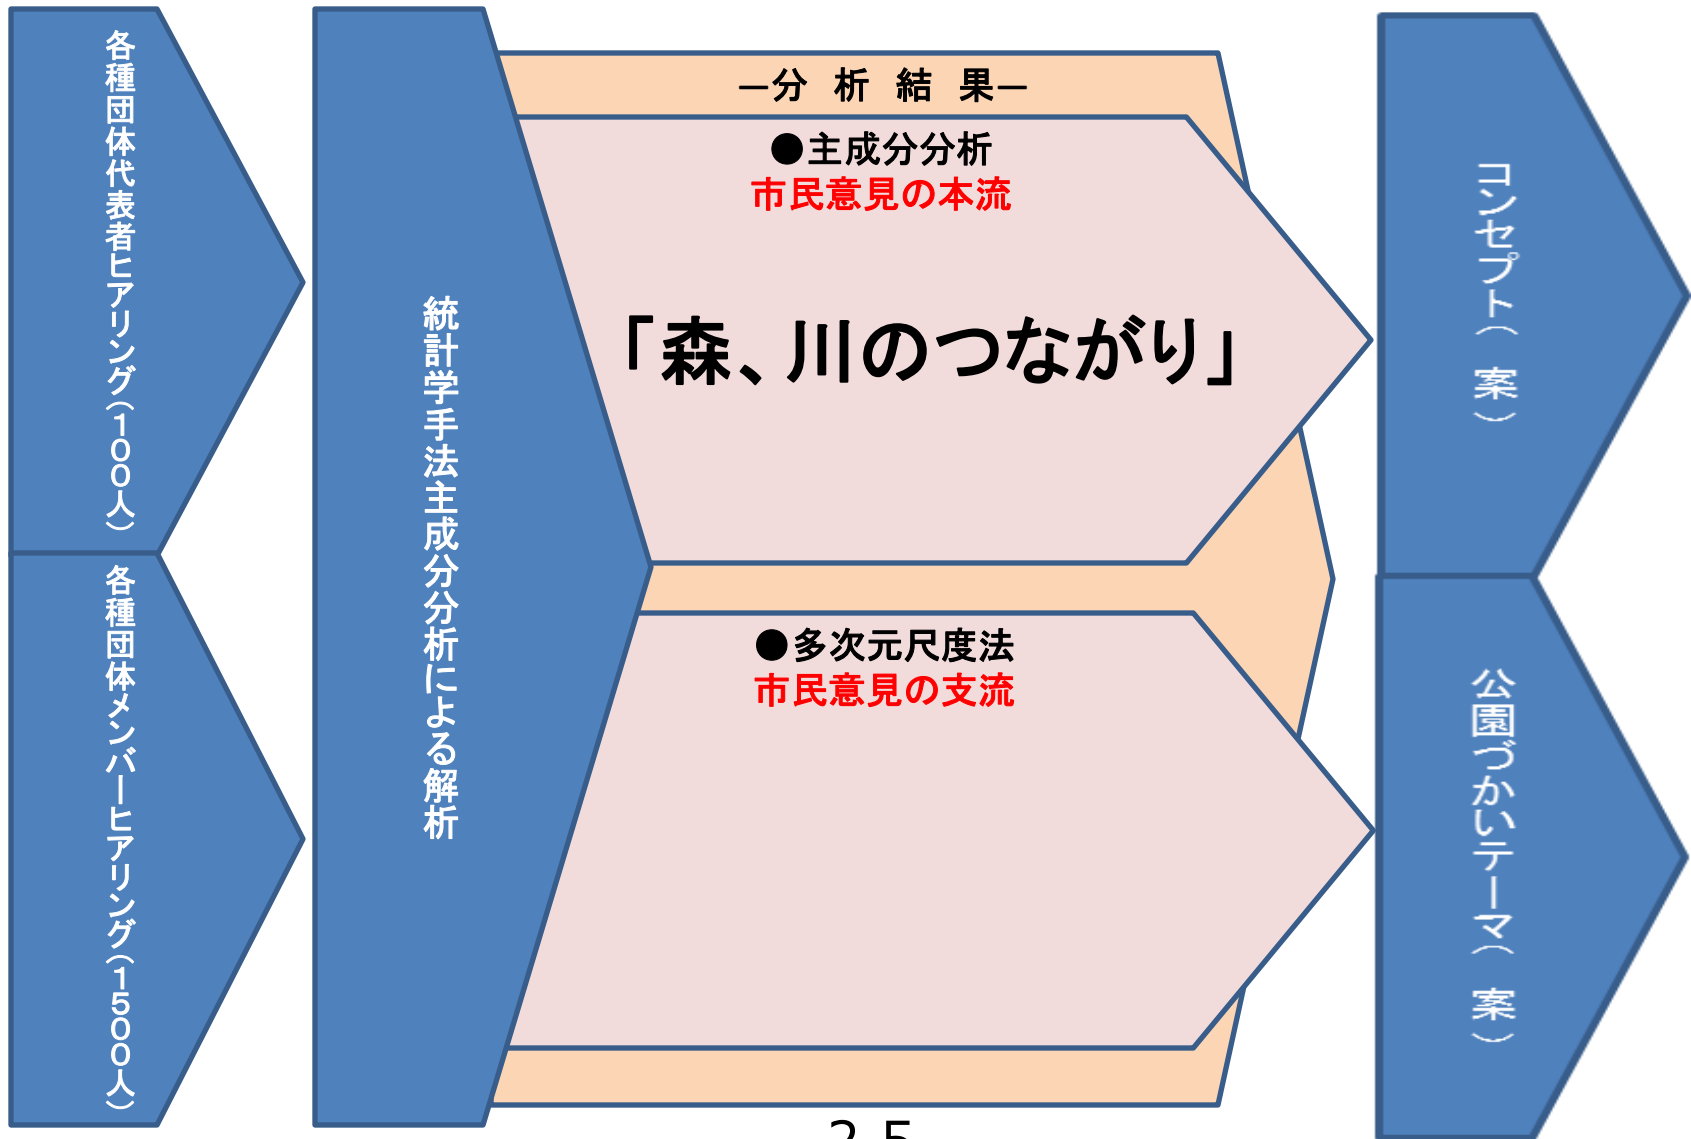 各種団体代表者ヒアリング（１００人）
各種団体メンバーヒアリング（１５００人）
統計学手法主成分分析による解析
―分　析　結　果―
●主成分分析
市民意見の本流
「森、川のつながり」
●多次元尺度法
市民意見の支流
コンセプト（　案　）
公園づかいテーマ（　案　）
２５